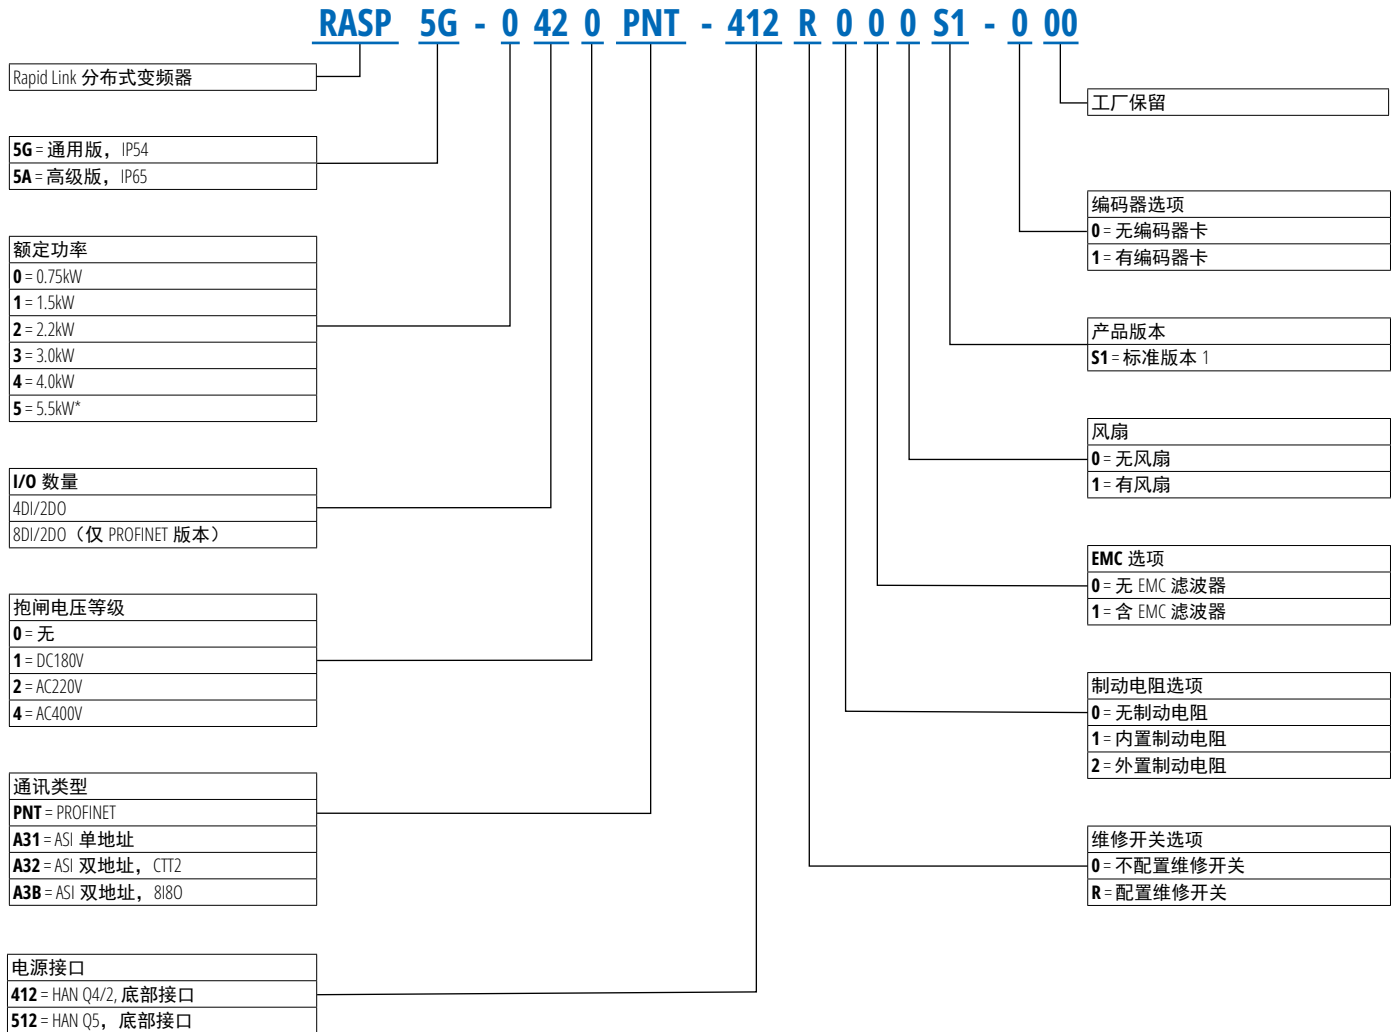 RASP 5G - 0 42 0 PNT - 412 R 0 0 0 S1 - 0 00
Rapid Link 分布式变频器
5G = 通用版，IP54
5A = 高级版，IP65
额定功率
0 = 0.75kW
1 = 1.5kW
2 = 2.2kW
3 = 3.0kW
4 = 4.0kW
5 = 5.5kW*
I/O 数量
4DI/2DO
8DI/2DO（仅 PROFINET 版本）
抱闸电压等级
0 = 无
1 = DC180V
2 = AC220V
4 = AC400V
通讯类型
PNT = PROFINET
A31 = ASI 单地址
A32 = ASI 双地址，CTT2
A3B = ASI 双地址，8I8O
电源接口
412 = HAN Q4/2, 底部接口
512 = HAN Q5，底部接口
工厂保留
编码器选项
0 = 无编码器卡
1 = 有编码器卡
产品版本
S1 = 标准版本 1
风扇
0 = 无风扇
1 = 有风扇
EMC 选项
0 = 无 EMC 滤波器
1 = 含 EMC 滤波器
制动电阻选项
0 = 无制动电阻
1 = 内置制动电阻
2 = 外置制动电阻
维修开关选项
0 = 不配置维修开关
R = 配置维修开关